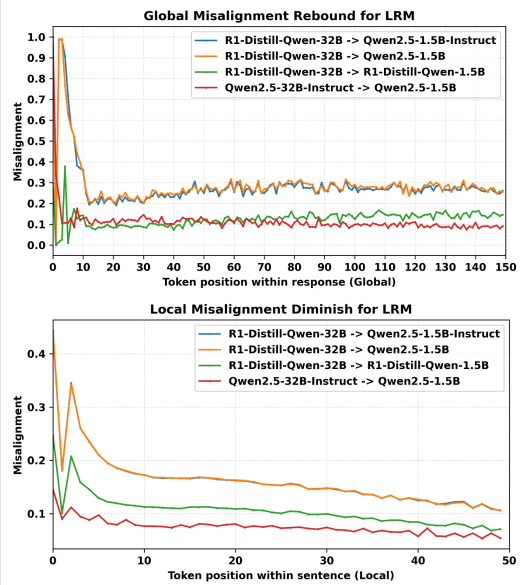 Global Misalignment Rebound for LRM
R1-Distill-Qwen-32B -> Qwen2.5-1.5B-Instruct
R1-Distill-Qwen-32B -> Qwen2.5-1.5B
R1-Distill-Qwen-32B -> R1-Distill-Qwen-1.5B
Qwen2.5-32B-Instruct -> Qwen2.5-1.5B
Misalignment
1.0
0.9
0.8
0.7
0.6
0.5
0.4
0.3
0.2
0.1
0.0
0 10 20 30 40 50 60 70 80 90 100 110 120 130 140 150
Token position within response (Global)
Local Misalignment Diminish for LRM
R1-Distill-Qwen-32B -> Qwen2.5-1.5B-Instruct
R1-Distill-Qwen-32B -> Qwen2.5-1.5B
R1-Distill-Qwen-32B -> R1-Distill-Qwen-1.5B
Qwen2.5-32B-Instruct -> Qwen2.5-1.5B
Misalignment
0.4
0.3
0.2
0.1
0 10 20 30 40 50
Token position within sentence (Local)